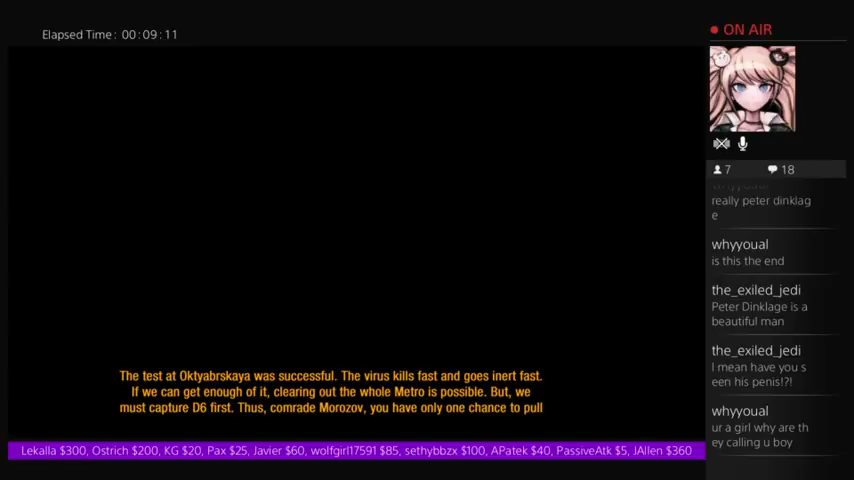 Elapsed Time: 00:09:11
ON AIR
7 18
really peter dinklag
e
whyyoual
is this the end
the_exiled_jedi
Peter Dinklage is a
beautiful man
the_exiled_jedi
I mean have you s
een his penis!?!
whyyoual
ur a girl why are th
ey calling u boy
The test at Oktyabrskaya was successful. The virus kills fast and goes inert fast.
If we can get enough of it, clearing out the whole Metro is possible. But, we
must capture D6 first. Thus, comrade Morozov, you have only one chance to pull
Lekalla $300, Ostrich $200, KG $20, Pax $25, Javier $60, wolfgirl17591 $85, sethybbzx $100, APatek $40, PassiveAtk $5, JAllen $360